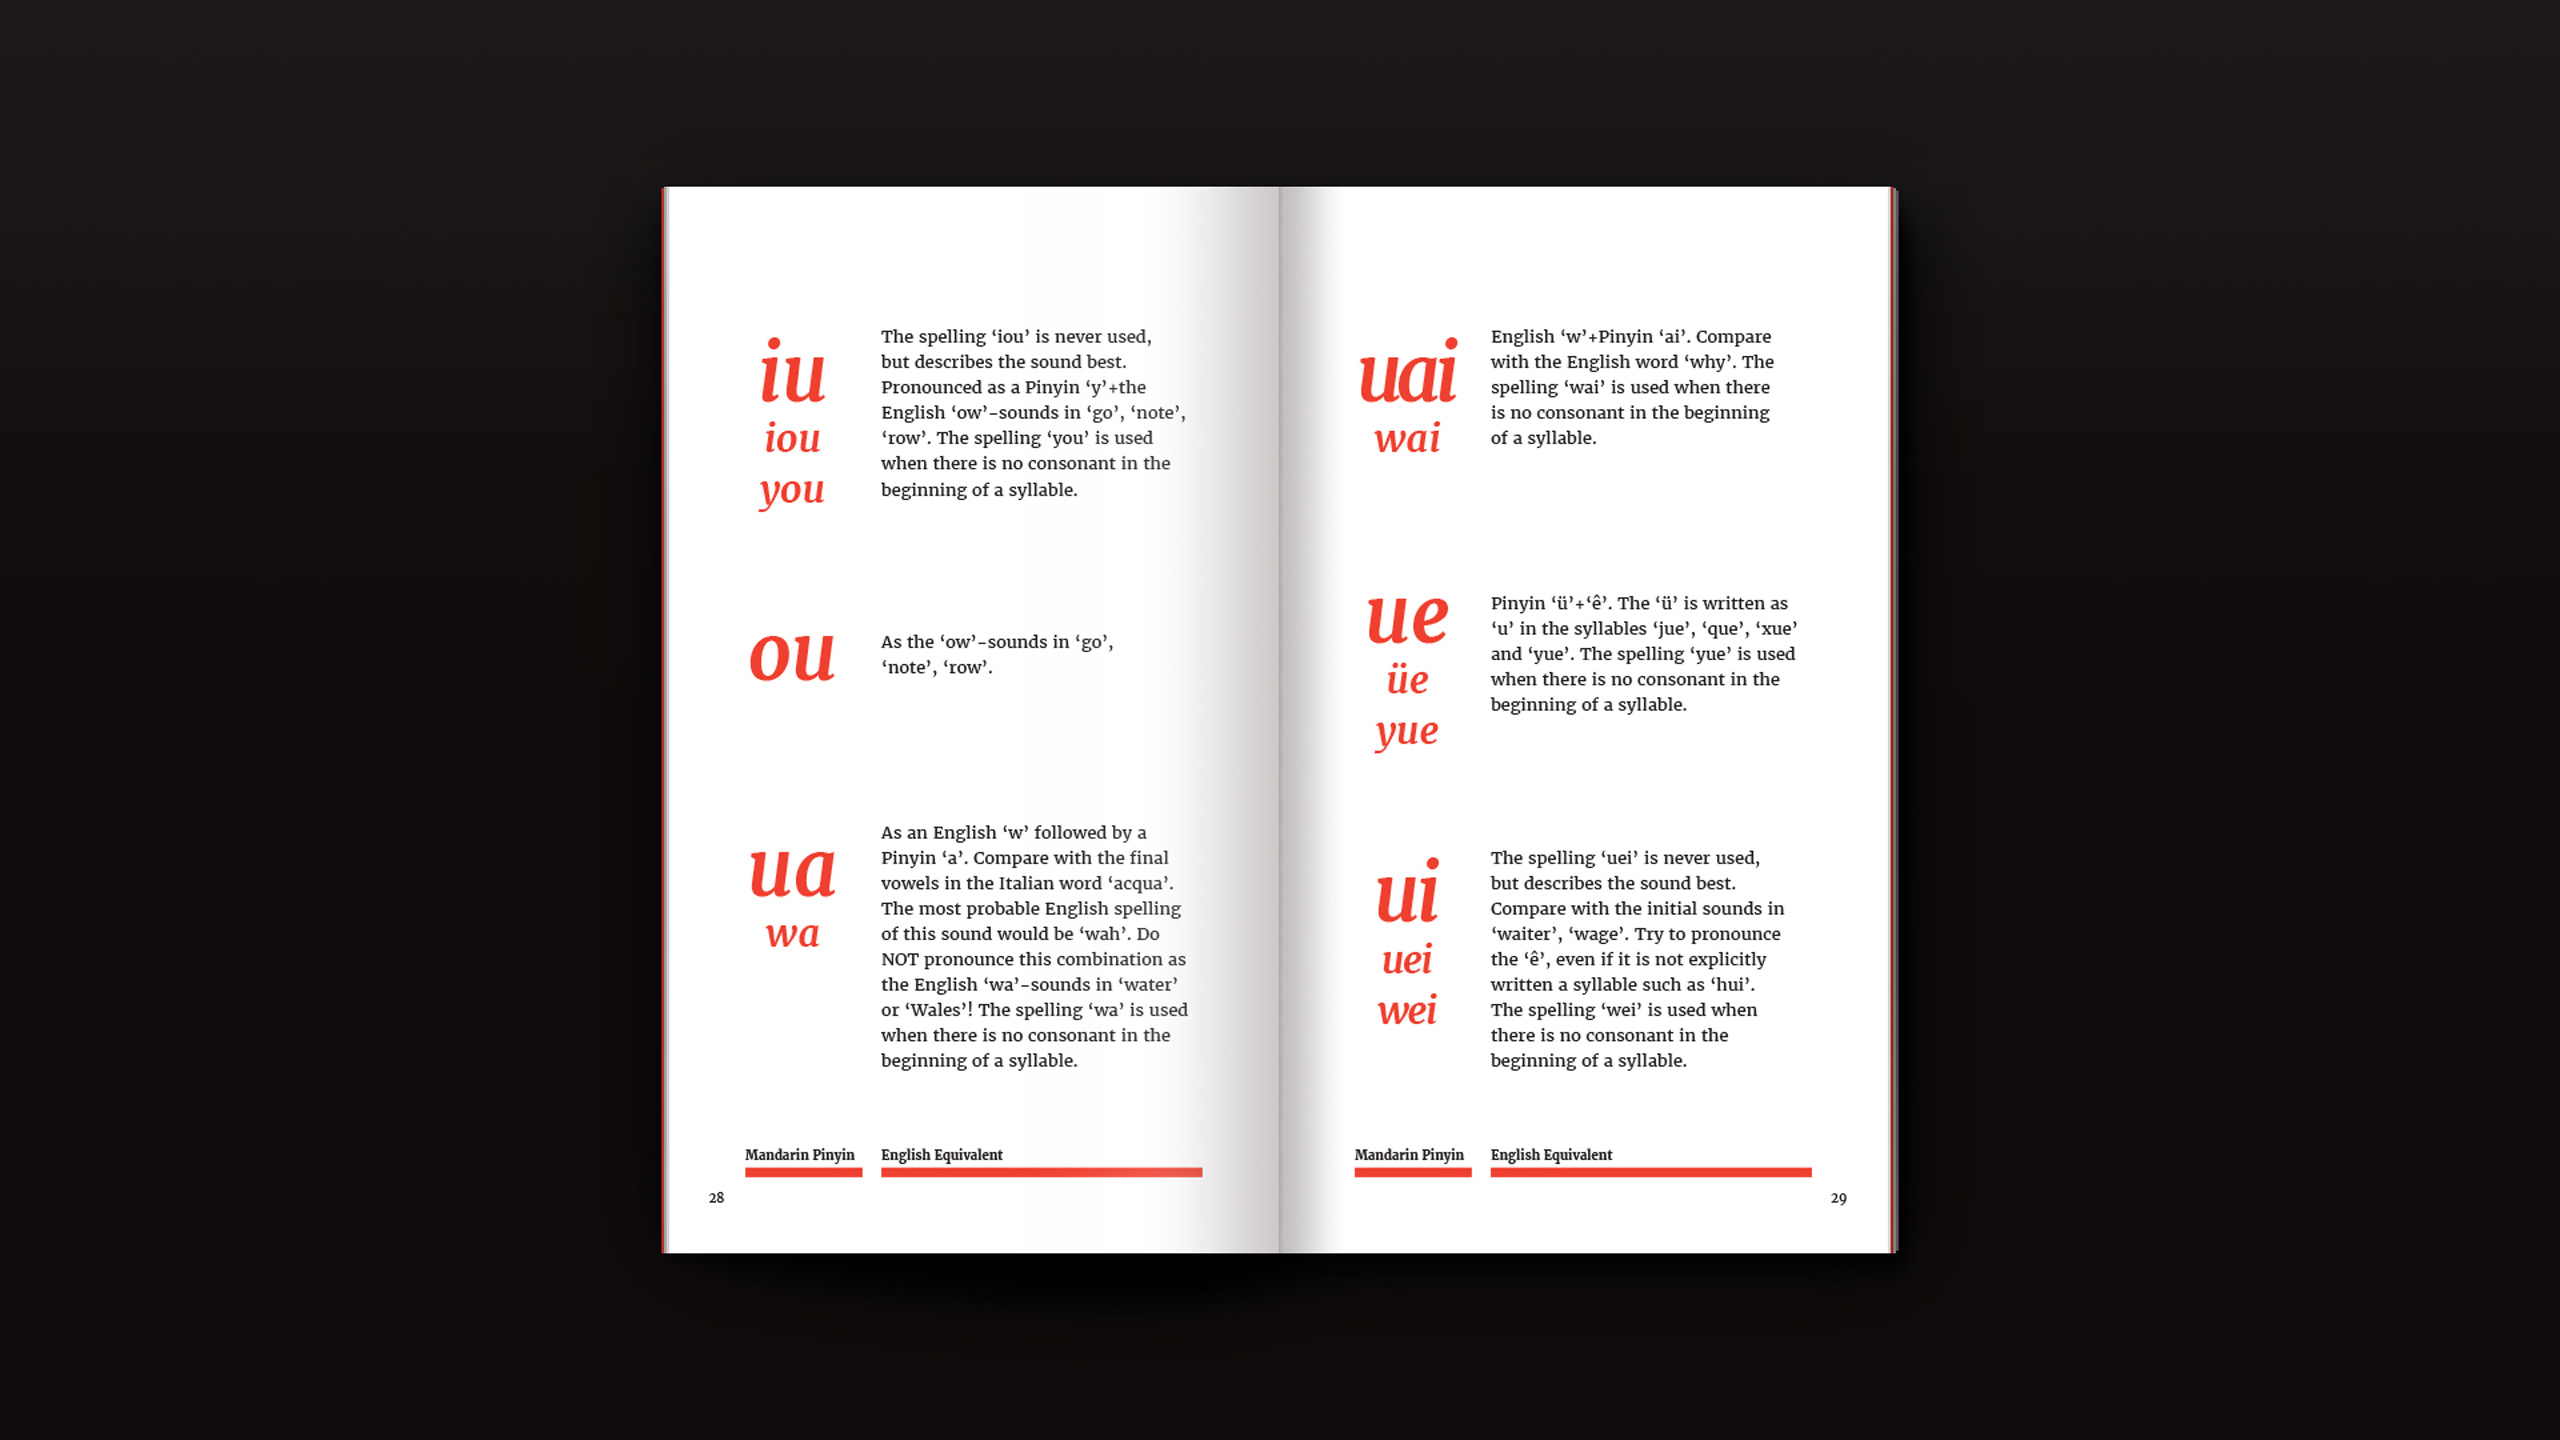 iu
iou
you
The spelling ‘iou’ is never used,
but describes the sound best.
Pronounced as a Pinyin ‘y’+the
English ‘ow’-sounds in ‘go’, ‘note’,
‘row’. The spelling ‘you’ is used
when there is no consonant in the
beginning of a syllable.
ou
As the ‘ow’-sounds in ‘go’,
‘note’, ‘row’.
ua
wa
As an English ‘w’ followed by a
Pinyin ‘a’. Compare with the final
vowels in the Italian word ‘acqua’.
The most probable English spelling
of this sound would be ‘wah’. Do
NOT pronounce this combination as
the English ‘wa’-sounds in ‘water’
or ‘Wales’! The spelling ‘wa’ is used
when there is no consonant in the
beginning of a syllable.
Mandarin Pinyin
English Equivalent
28
uai
wai
English ‘w’+Pinyin ‘ai’. Compare
with the English word ‘why’. The
spelling ‘wai’ is used when there
is no consonant in the beginning
of a syllable.
ue
üe
yue
Pinyin ‘ü’+‘ê’. The ‘ü’ is written as
‘u’ in the syllables ‘jue’, ‘que’, ‘xue’
and ‘yue’. The spelling ‘yue’ is used
when there is no consonant in the
beginning of a syllable.
ui
uei
wei
The spelling ‘uei’ is never used,
but describes the sound best.
Compare with the initial sounds in
‘waiter’, ‘wage’. Try to pronounce
the ‘ê’, even if it is not explicitly
written a syllable such as ‘hui’.
The spelling ‘wei’ is used when
there is no consonant in the
beginning of a syllable.
Mandarin Pinyin
English Equivalent
29